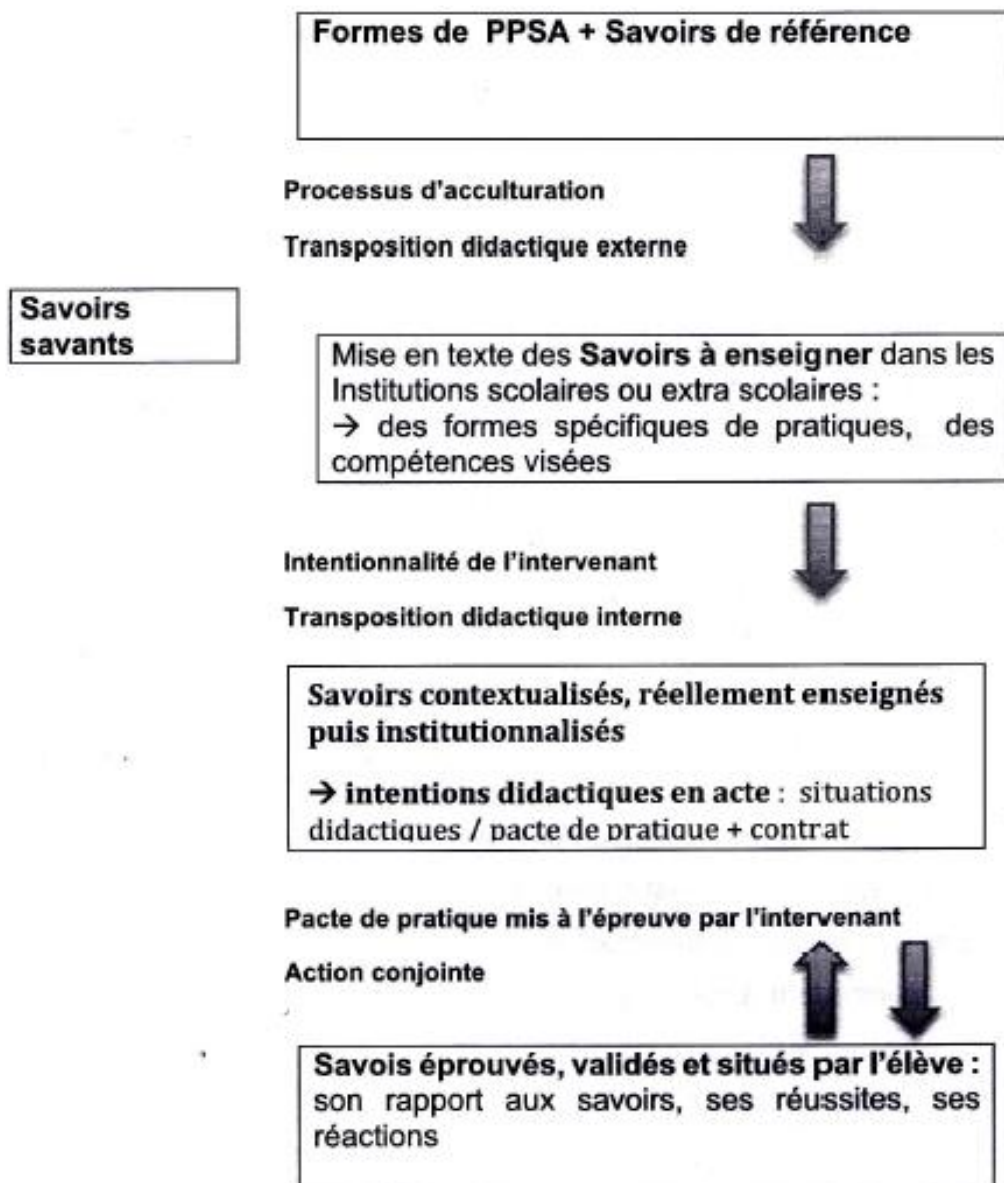 Formes de PPSA + Savoirs de référence
Processus d'acculturation
Transposition didactique externe
Savoirs
savants
Mise en texte des Savoirs à enseigner dans les
Institutions scolaires ou extra scolaires :
→ des formes spécifiques de pratiques, des
compétences visées
Intentionnalité de l'intervenant
Transposition didactique interne
Savoirs contextualisés, réellement enseignés
puis institutionnalisés
→ intentions didactiques en acte : situations
didactiques / pacte de pratique + contrat
Pacte de pratique mis à l'épreuve par l'intervenant
Action conjointe
Savois éprouvés, validés et situés par l'élève :
son rapport aux savoirs, ses réussites, ses
réactions